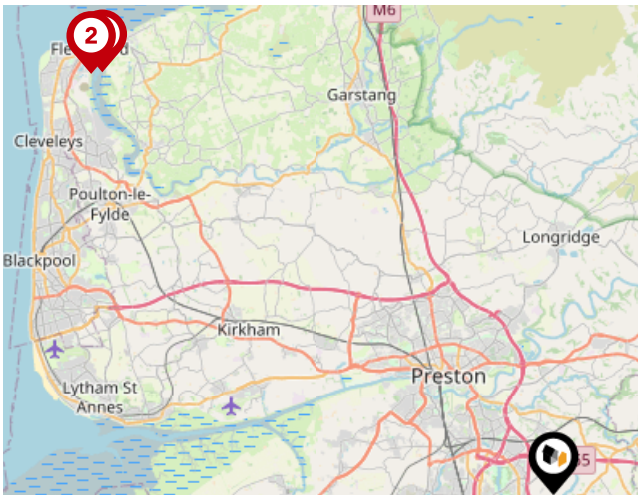 M6
2
Garstang
Cleveleys
Poulton-le-
Fylde
Longridge
Blackpool
Kirkham
Preston
Lytham St
Annes